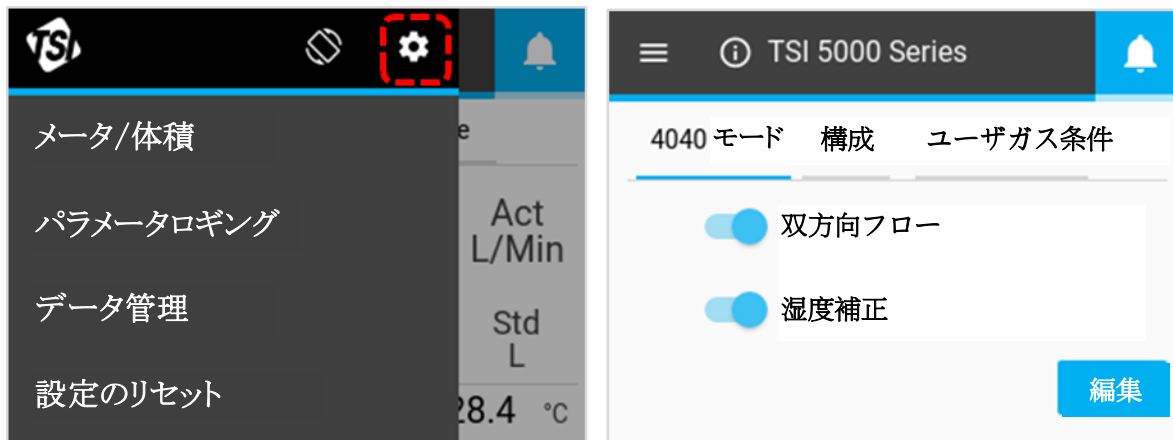 TSI
メータ/体積
パラメータロギング
データ管理
設定のリセット
e
Act
L/Min
Std
L
28.4 °C
TSI 5000 Series
4040 モード 構成 ユーザガス条件
双方向フロー
湿度補正
編集